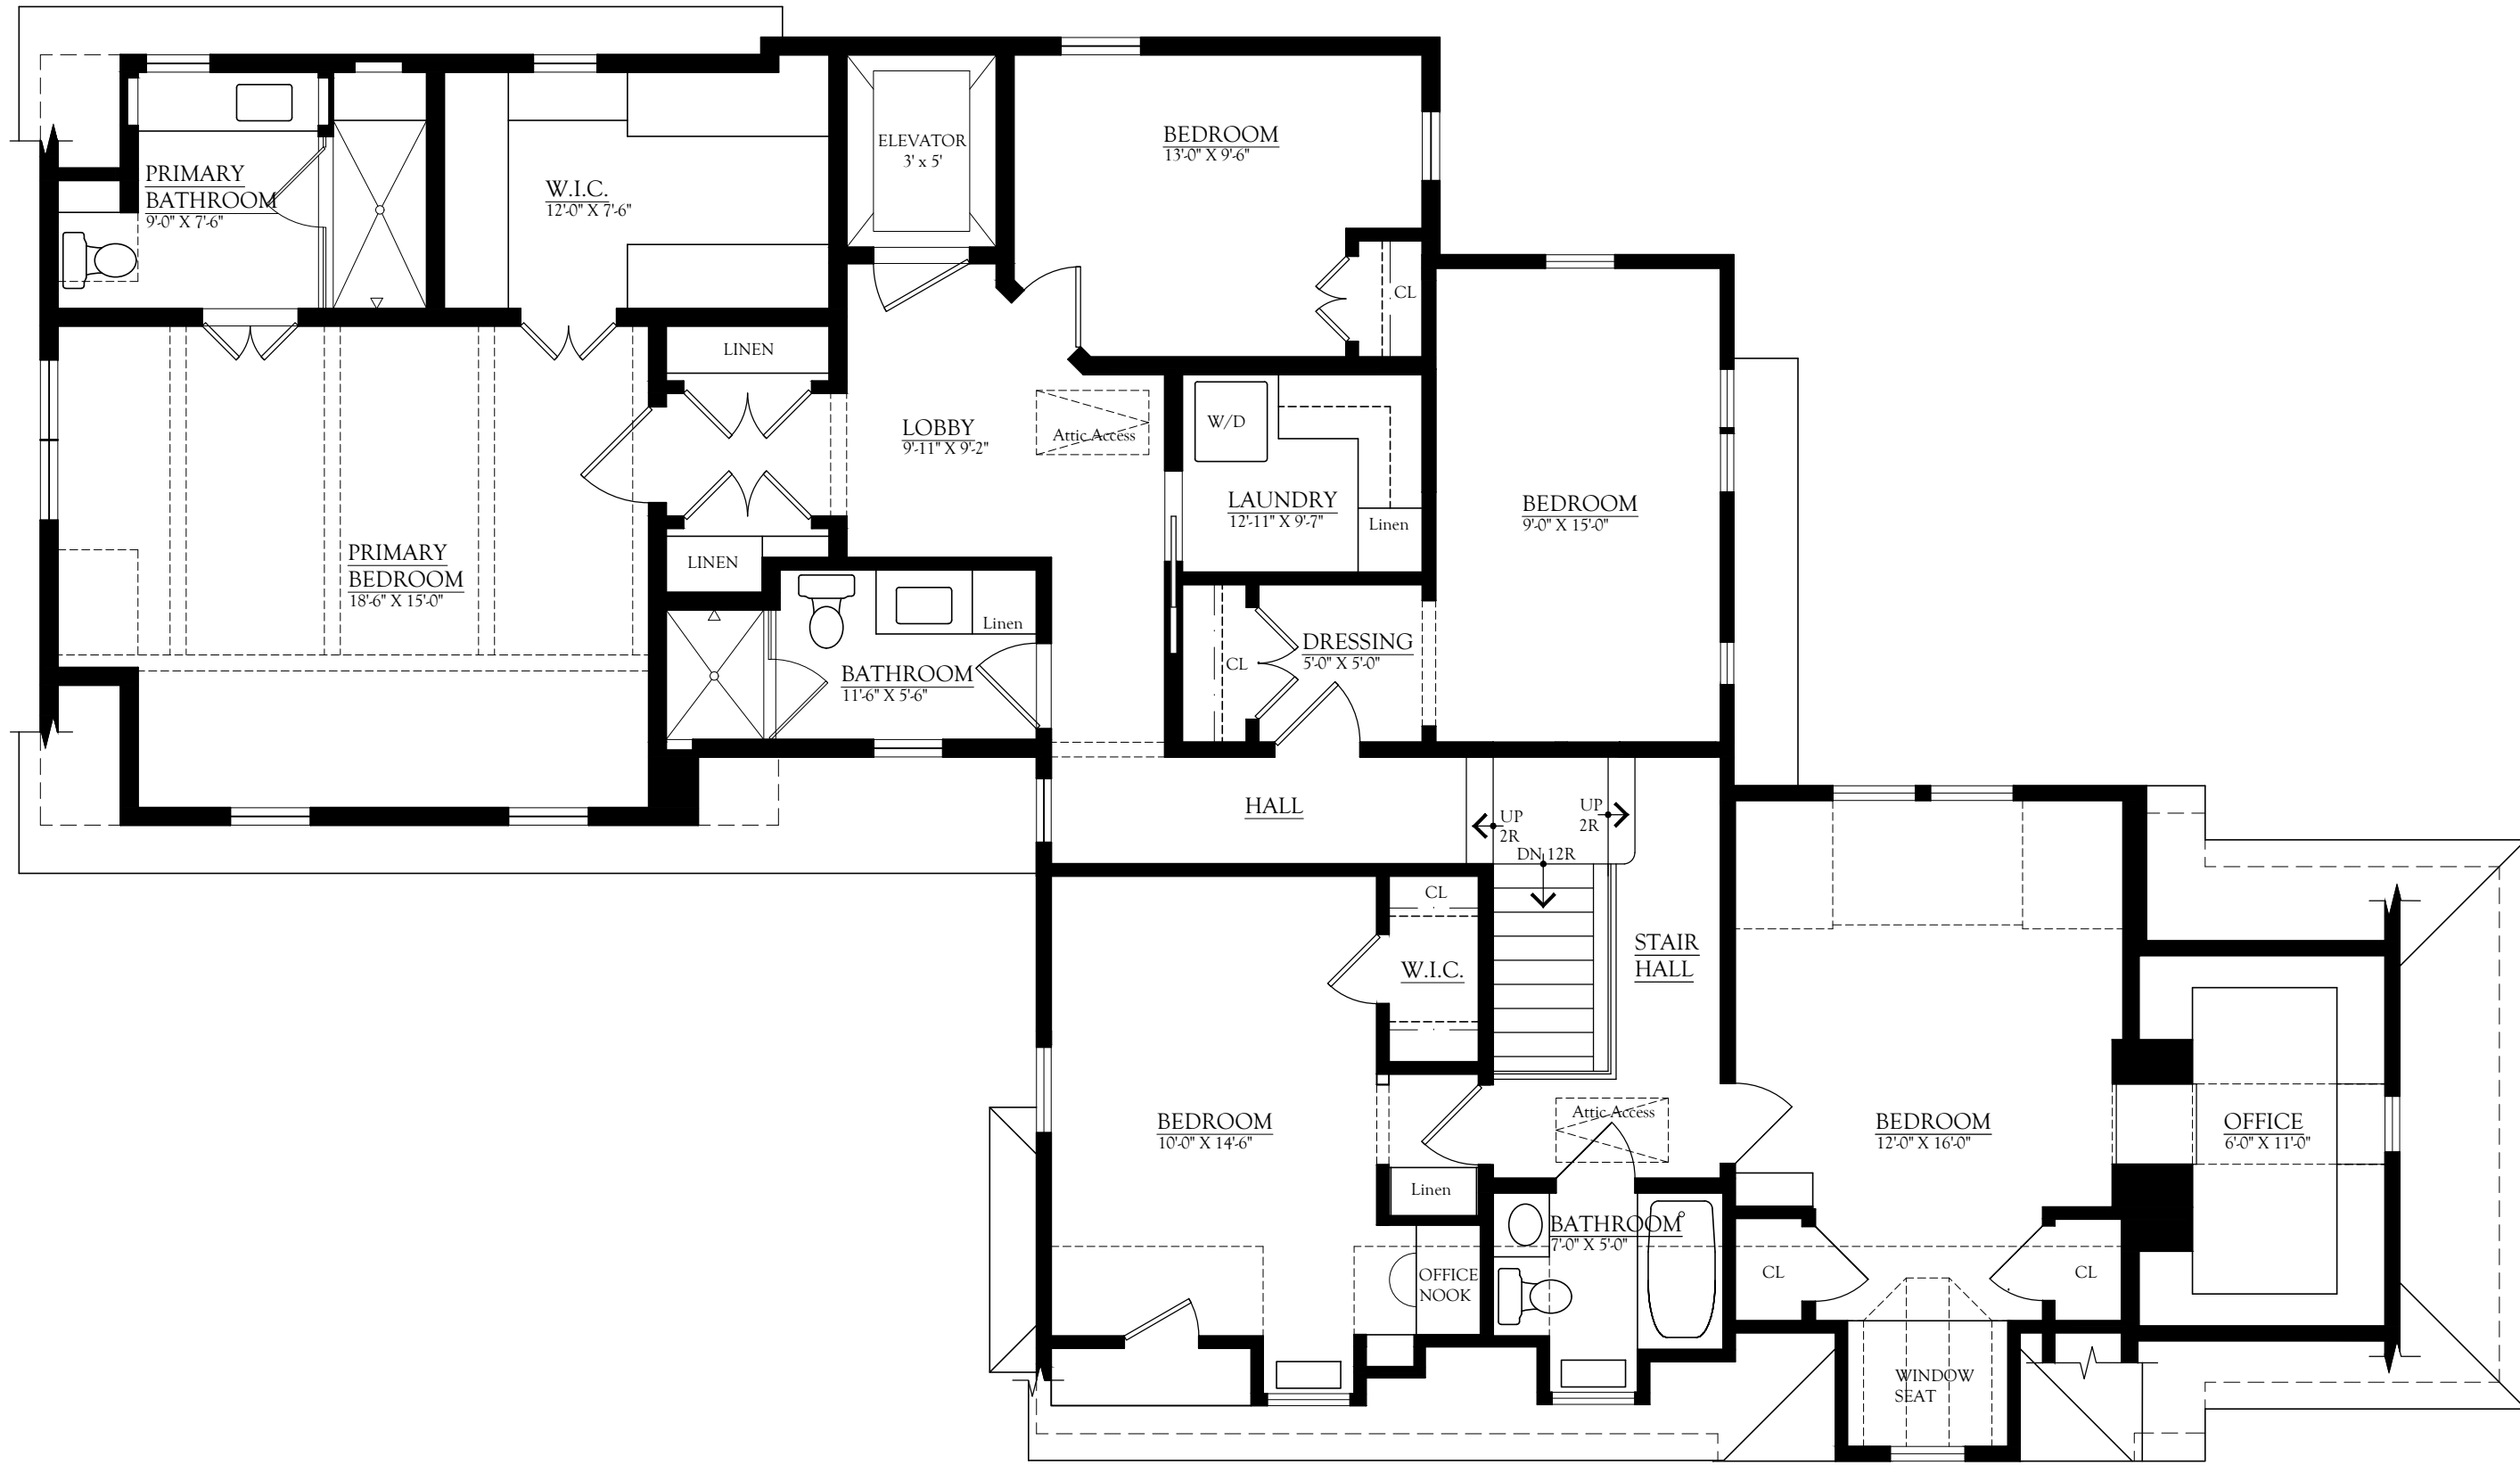 PRIMARY
BATHROOM
9'-0" X 7'-6"
W.I.C.
12'-0" X 7'-6"
ELEVATOR
3' x 5'
BEDROOM
13'-0" X 9'-6"
CL
LINEN
LOBBY
9'-11" X 9'-2"
Attic Access
W/D
LAUNDRY
12'-11" X 9'-7"
Linen
BEDROOM
9'-0" X 15'-0"
PRIMARY
BEDROOM
18'-6" X 15'-0"
LINEN
Linen
BATHROOM
11'-6" X 5'-6"
CL
DRESSING
5'-0" X 5'-0"
HALL
UP
2R
UP
2R
DN 12R
CL
W.I.C.
STAIR
HALL
BEDROOM
10'-0" X 14'-6"
Attic Access
BEDROOM
12'-0" X 16'-0"
OFFICE
6'-0" X 11'-0"
Linen
BATHROOM
7'-0" X 5'-0"
OFFICE
NOOK
CL
CL
WINDOW
SEAT